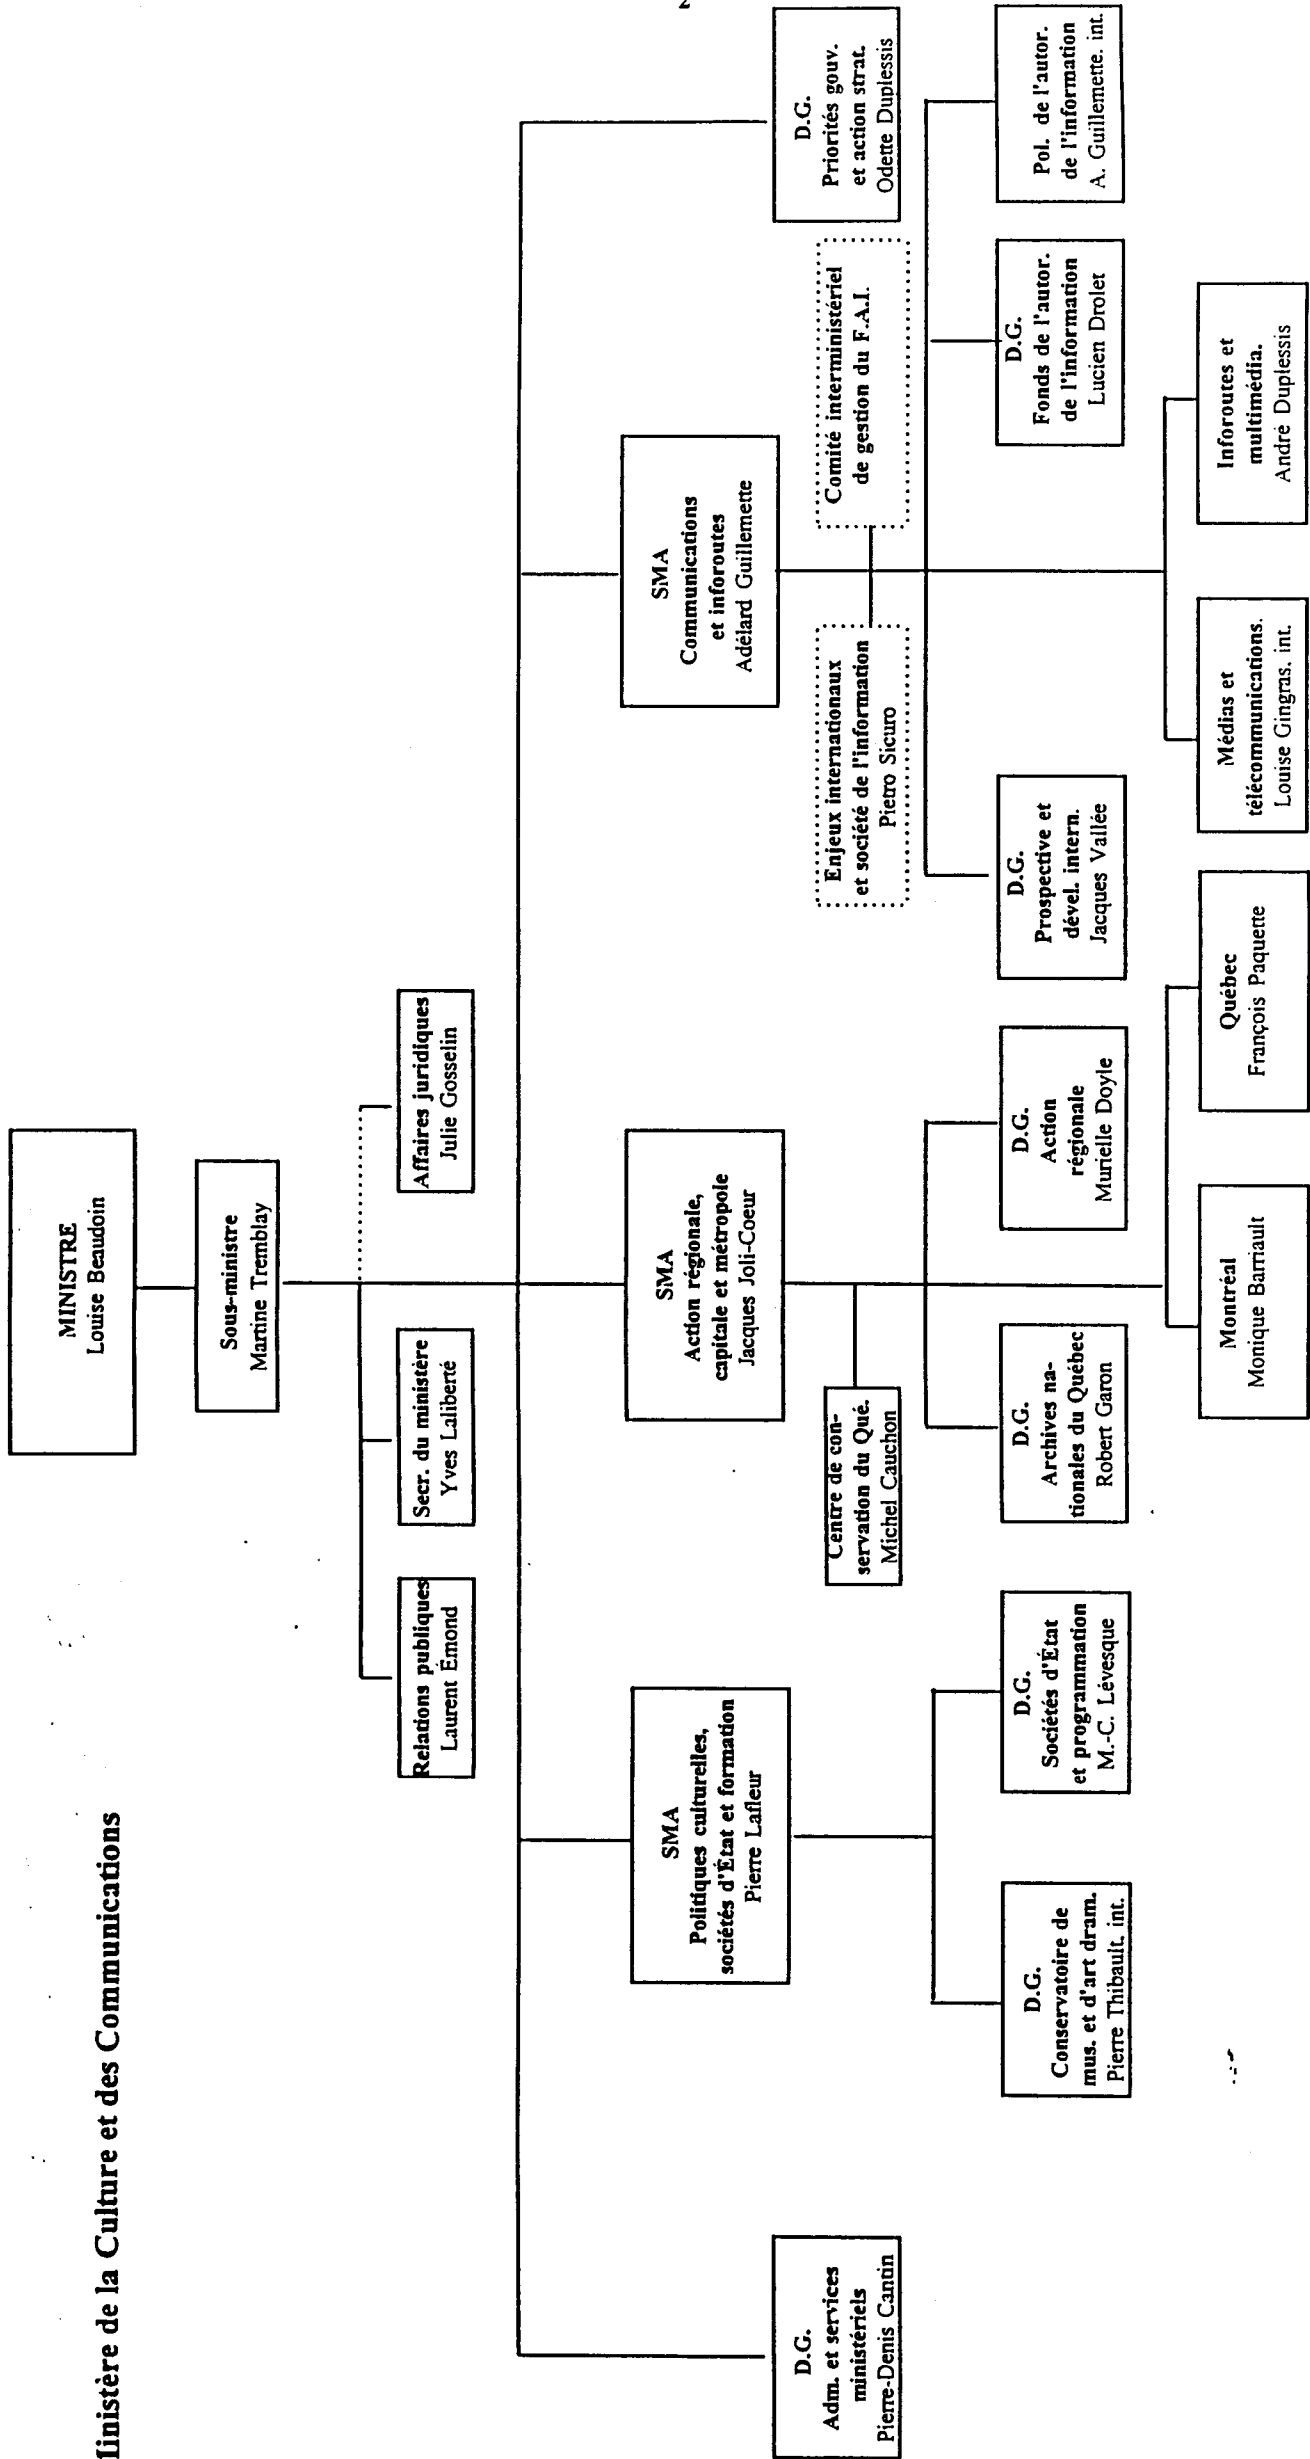 2
Ministère de la Culture et des Communications
MINISTRE
Louise Beaudoin
Sous-ministre
Martine Tremblay
Relations publiques
Laurent Émond
Secr. du ministère
Yves Laliberté
Affaires juridiques
Julie Gosselin
D.G.
Adm. et services
ministériels
Pierre-Denis Cantin
SMA
Politiques culturelles,
sociétés d'État et formation
Pierre Lafleur
SMA
Action régionale,
capitale et métropole
Jacques Joli-Coeur
SMA
Communications
et inforoutes
Adélard Guillemette
D.G.
Priorités gouv.
et action strat.
Odette Duplessis
Centre de con-
servation du Qué.
Michel Cauchon
Enjeux internationaux
et société de l'information
Pietro Sicuro
Comité interministériel
de gestion du F.A.I.
D.G.
Conservatoire de
mus. et d'art dram.
Pierre Thibault. int.
D.G.
Sociétés d'État
et programmation
M.-C. Lévesque
D.G.
Archives na-
tionales du Québec
Robert Garon
D.G.
Action
régionale
Murielle Doyle
D.G.
Prospective et
dével. intern.
Jacques Vallée
D.G.
Fonds de l'autor.
de l'information
Lucien Drolet
Pol. de l'autor.
de l'information
A. Guillemette. int.
Montréal
Monique Barriault
Québec
François Paquette
Médias et
télécommunications.
Louise Gingras. int.
Inforoutes et
multimédia.
André Duplessis